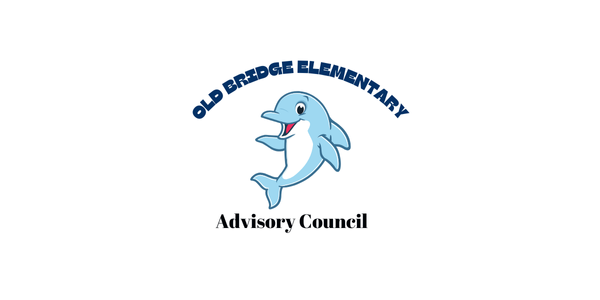 OLD BRIDGE ELEMENTARY
Advisory Council